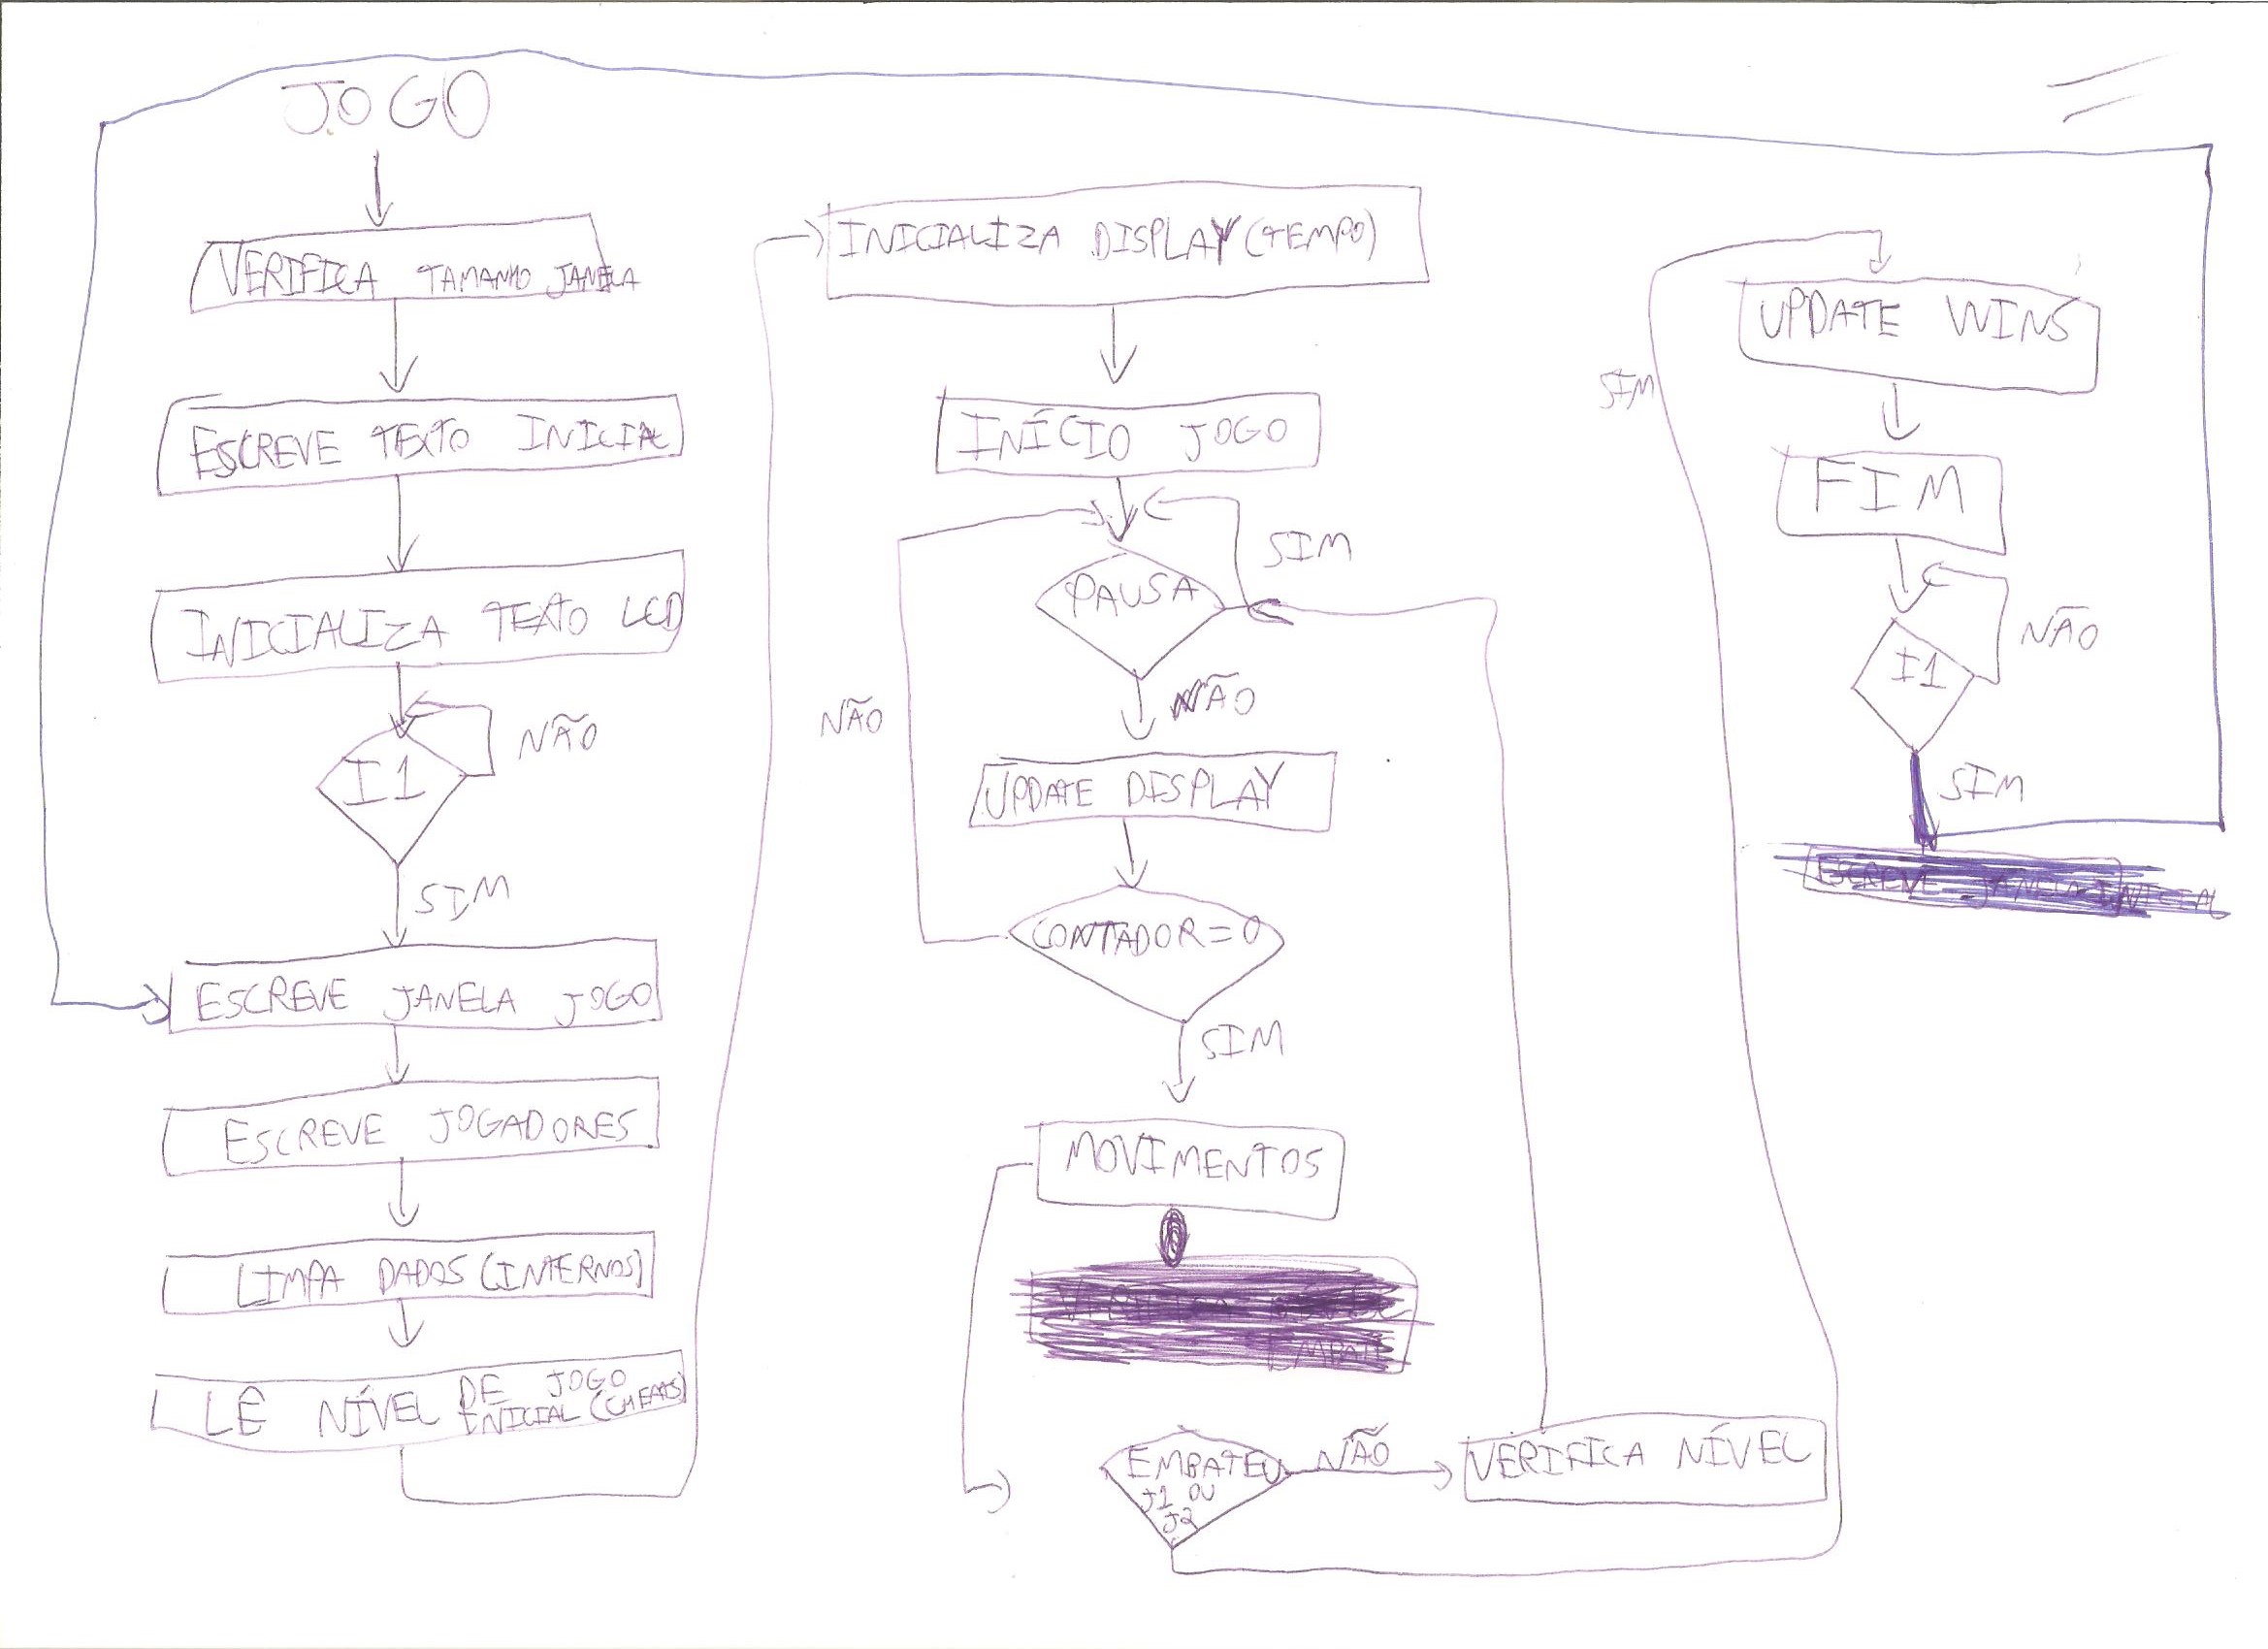 JOGO
VERIFICA TAMANHO JANELA
ESCREVE TEXTO INICIAL
INICIALIZA TEXTO LCD
I1
NÃO
SIM
ESCREVE JANELA JOGO
ESCREVE JOGADORES
LIMPA DADOS (INTERNOS)
LÊ NÍVEL DE JOGO
INICIAL (CHEATS)
INICIALIZA DISPLAY (TEMPO)
INÍCIO JOGO
SIM
PAUSA
NÃO
NÃO
UPDATE DISPLAY
CONTADOR=0
SIM
MOVIMENTOS
EMBATEU
J1 OU
J2
NÃO
VERIFICA NÍVEL
SIM
UPDATE WINS
FIM
I1
NÃO
SIM